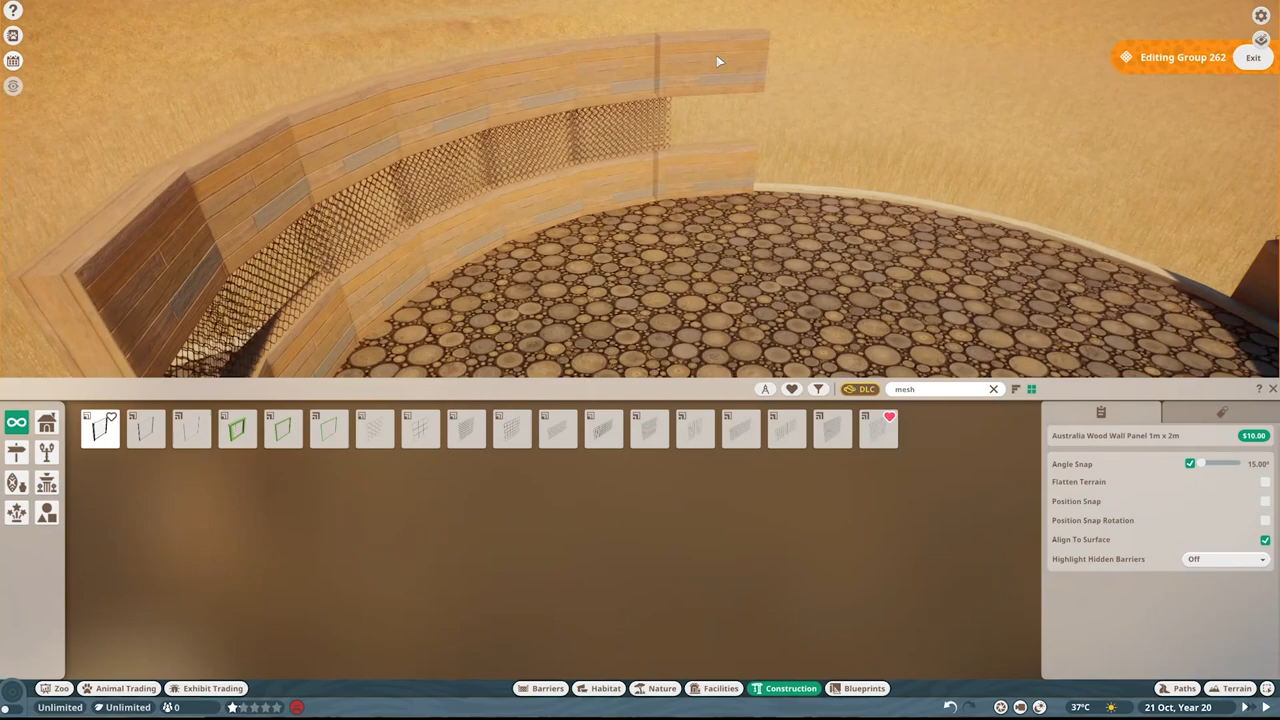 ?
Editing Group 262
Exit
DLC
mesh
?
Australia Wood Wall Panel 1m x 2m
$10.00
Angle Snap
15.00°
Flatten Terrain
Position Snap
Position Snap Rotation
Align To Surface
Highlight Hidden Barriers
Off
Zoo
Animal Trading
Exhibit Trading
Barriers
Habitat
Nature
Facilities
Construction
Blueprints
Paths
Terrain
Unlimited
Unlimited
0
37°C
21 Oct, Year 20